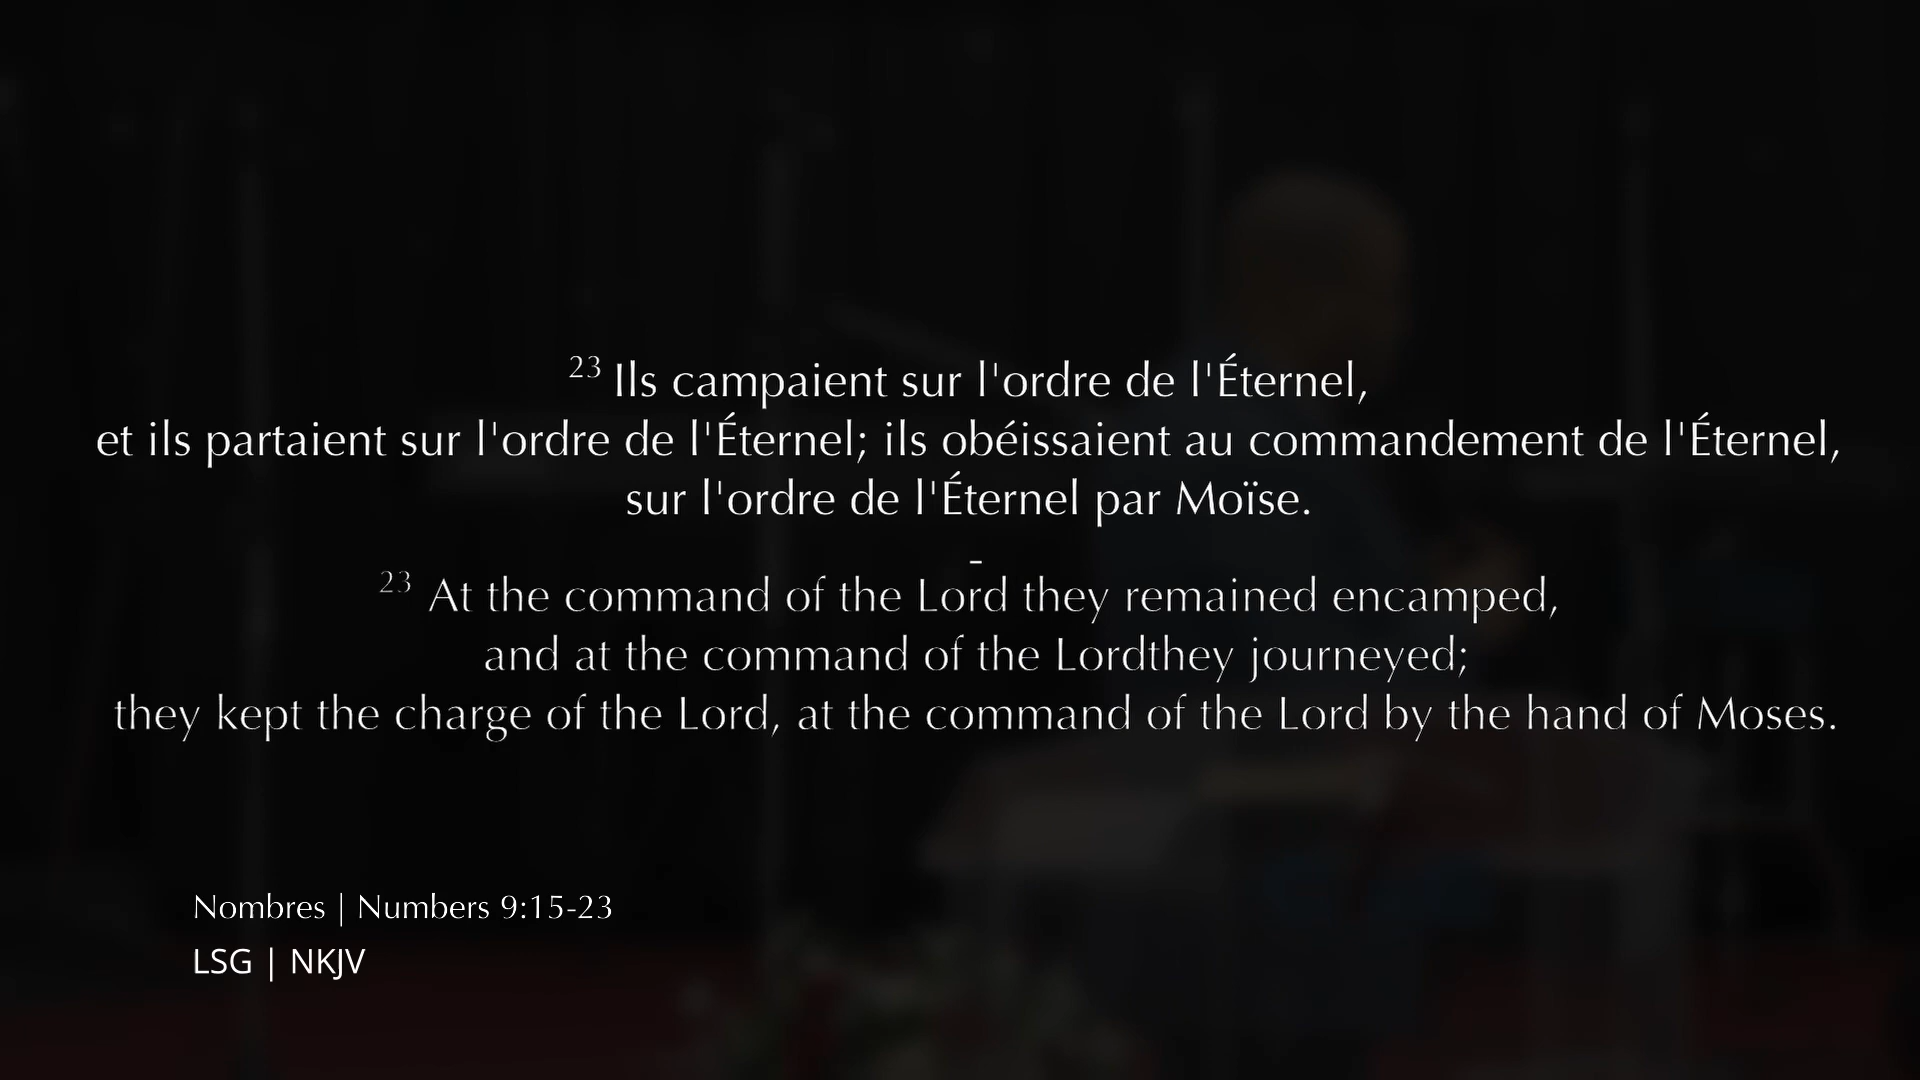 23 Ils campaient sur l'ordre de l'Éternel,
et ils partaient sur l'ordre de l'Éternel; ils obéissaient au commandement de l'Éternel,
sur l'ordre de l'Éternel par Moïse.
-
23 At the command of the Lord they remained encamped,
and at the command of the Lordthey journeyed;
they kept the charge of the Lord, at the command of the Lord by the hand of Moses.
Nombres | Numbers 9:15-23
LSG | NKJV